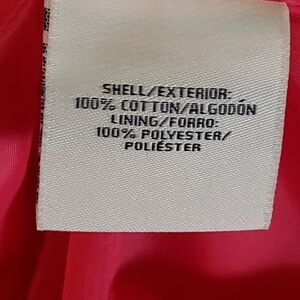 SHELL/EXTERIOR:
100% COTTON/ALGODÓN
LINING/FORRO:
100% POLYESTER/
POLIÉSTER